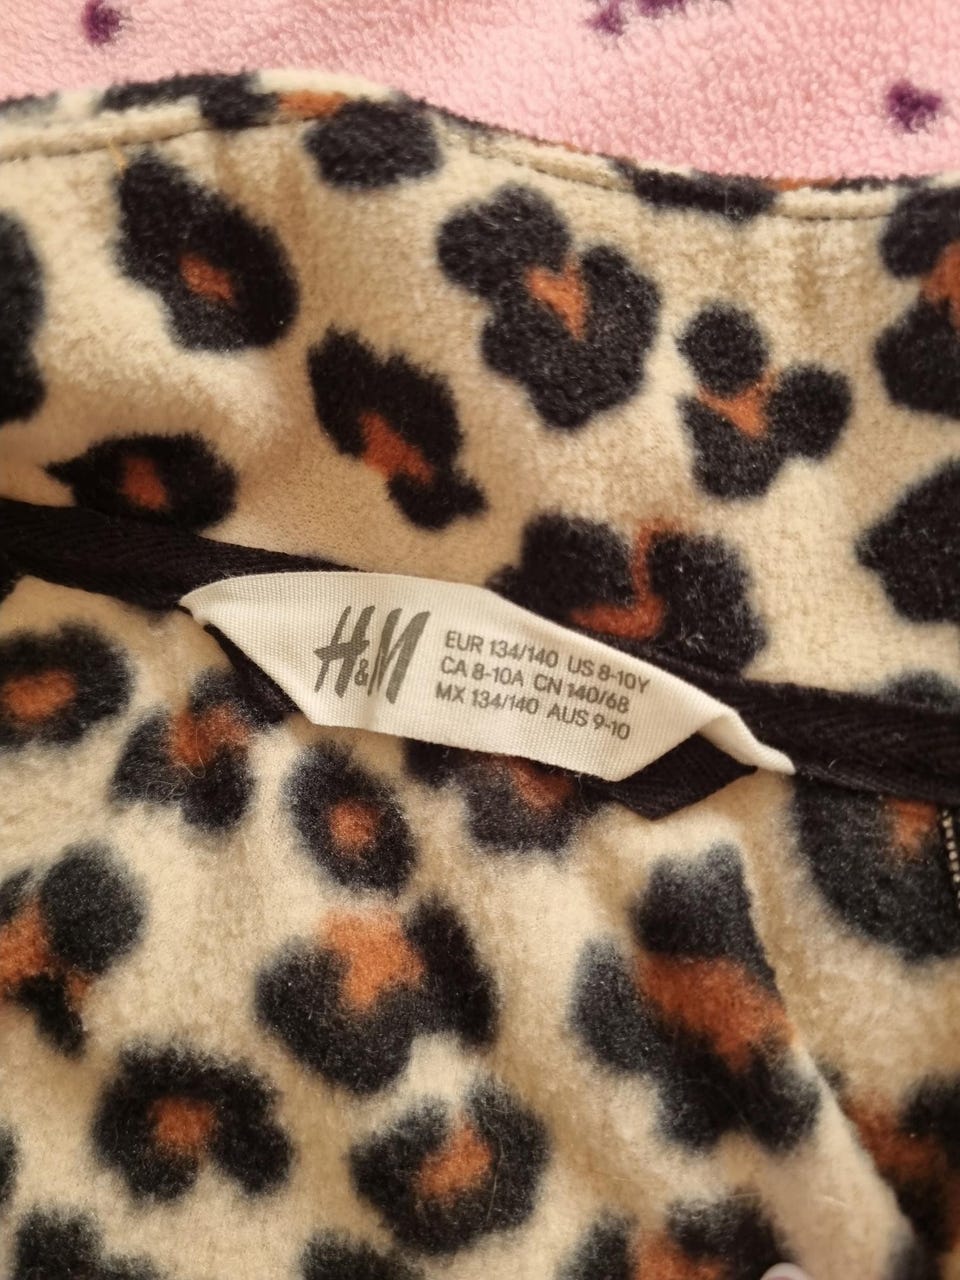 H&M
EUR 134/140 US 8-10Y
CA 8-10A CN 140/68
MX 134/140 AUS 9-10